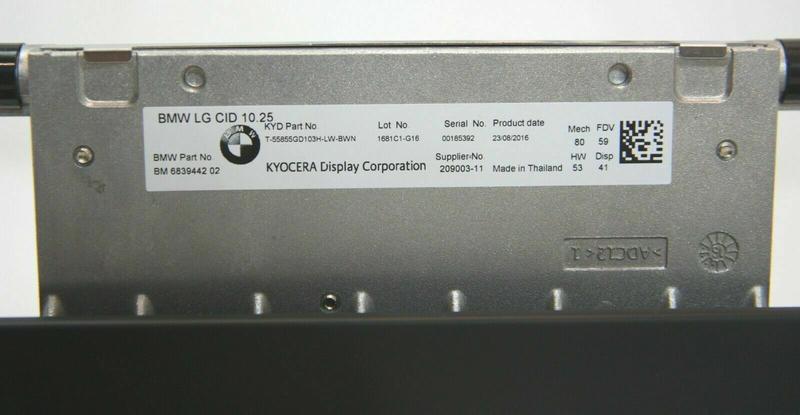 BMW LG CID 10.25
KYD Part No Lot No. Serial No. Product date
T-55855GD103H-LW-BWN 1681C1-G16 00185392 23/08/2016
Mech FDV
80 59
BMW
BMW Part No
BM 6839442 02
KYOCERA Display Corporation
Supplier-No
209003-11 Made in Thailand
HW Disp
53 41
>ADC12< 1